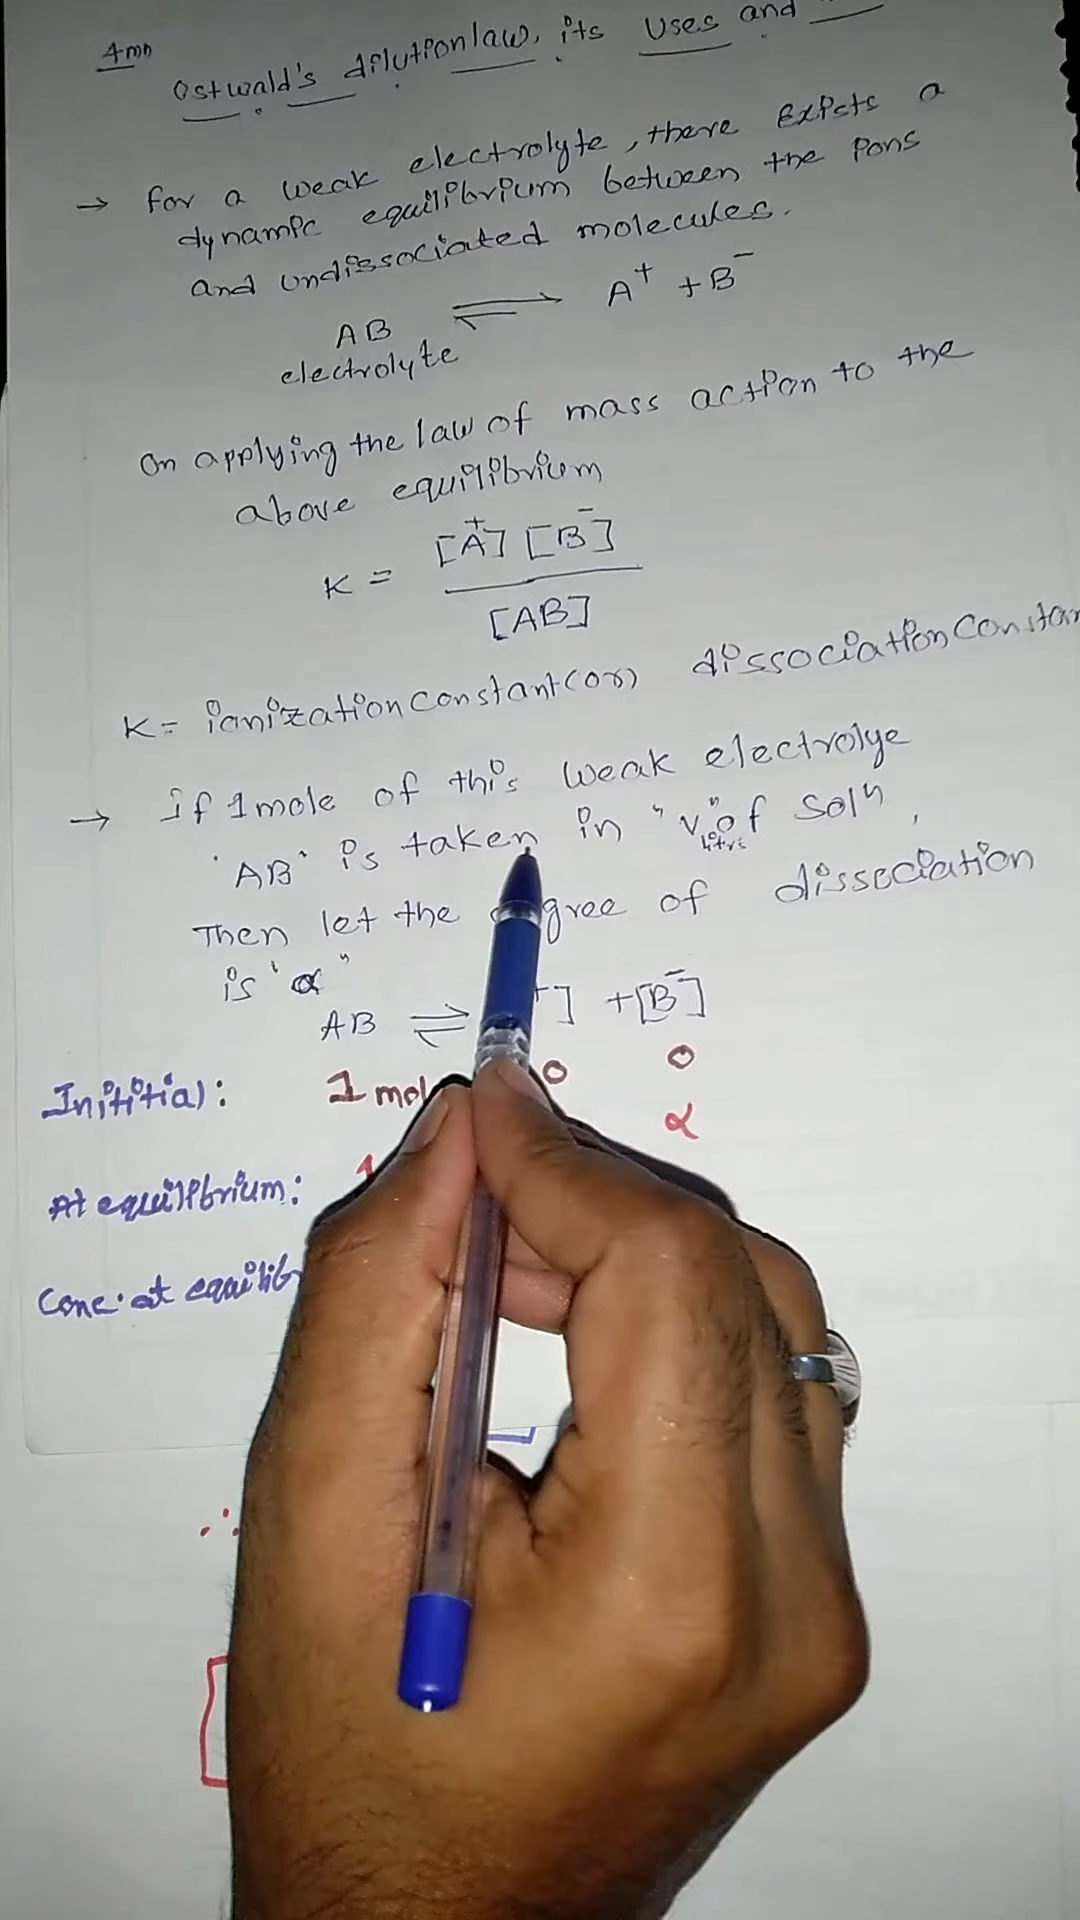 4m
Ostwald's dilution law, its Uses and
→ for a weak electrolyte, there exists a
dynamic equilibrium between the ions
and undissociated molecules.
AB ⇌ A⁺ + B⁻
electrolyte
On applying the law of mass action to the
above equilibrium
K = [A⁺] [B⁻]
[AB]
K = ionization constant (or) dissociation Constan
→ if 1 mole of this weak electrolye
'AB' is taken in "V" of solⁿ,
litrs
Then let the gree of dissociation
is "α"
AB ⇌ ] + [B⁻]
Inititial: 1 mol 0 0
At equilibrium: 1 α
Conc. at equilib
∴